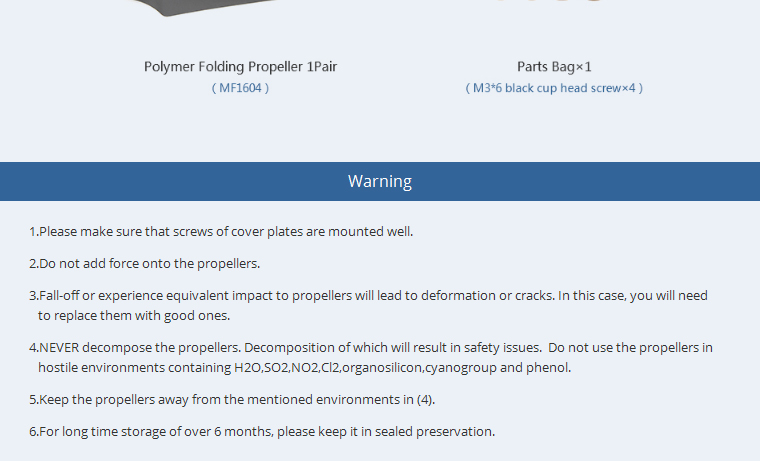 Polymer Folding Propeller 1Pair
( MF1604 )
Parts Bag×1
( M3*6 black cup head screw×4 )
Warning
1.Please make sure that screws of cover plates are mounted well.
2.Do not add force onto the propellers.
3.Fall-off or experience equivalent impact to propellers will lead to deformation or cracks. In this case, you will need
to replace them with good ones.
4.NEVER decompose the propellers. Decomposition of which will result in safety issues.  Do not use the propellers in
hostile environments containing H2O,SO2,NO2,Cl2,organosilicon,cyanogroup and phenol.
5.Keep the propellers away from the mentioned environments in (4).
6.For long time storage of over 6 months, please keep it in sealed preservation.